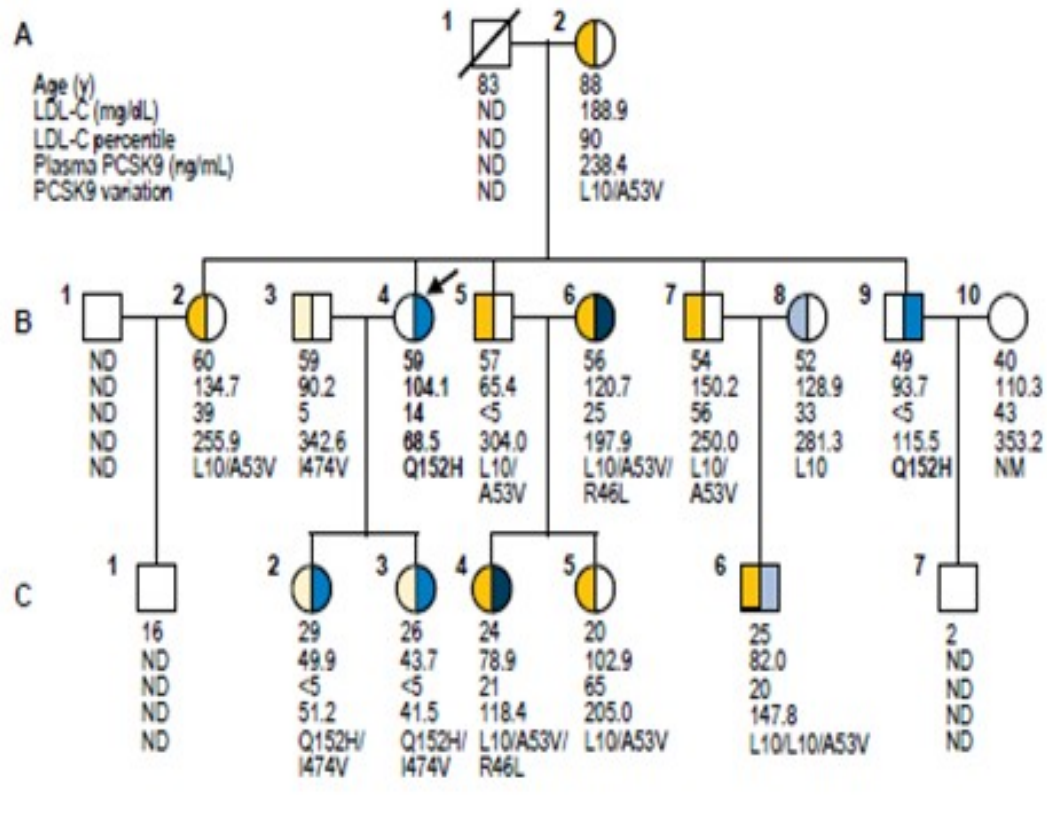 A
1 2
Age (y) 83 88
LDL-C (mg/dL) ND 188.9
LDL-C percentile ND 90
Plasma PCSK9 (ng/mL) ND 238.4
PCSK9 variation ND L10/A53V
B
1 2 3 4 5 6 7 8 9 10
ND 60 59 59 57 56 54 52 49 40
ND 134.7 90.2 104.1 65.4 120.7 150.2 128.9 93.7 110.3
ND 39 5 14 <5 25 56 33 <5 43
ND 255.9 342.6 68.5 304.0 197.9 250.0 281.3 115.5 353.2
ND L10/A53V I474V Q152H L10/ L10/A53V/ L10/ L10 Q152H NM
A53V R46L A53V
C
1 2 3 4 5 6 7
16 29 26 24 20 25 2
ND 49.9 43.7 78.9 102.9 82.0 ND
ND <5 <5 21 65 20 ND
ND 51.2 41.5 118.4 205.0 147.8 ND
ND Q152H/ Q152H/ L10/A53V/ L10/A53V L10/L10/A53V ND
I474V I474V R46L